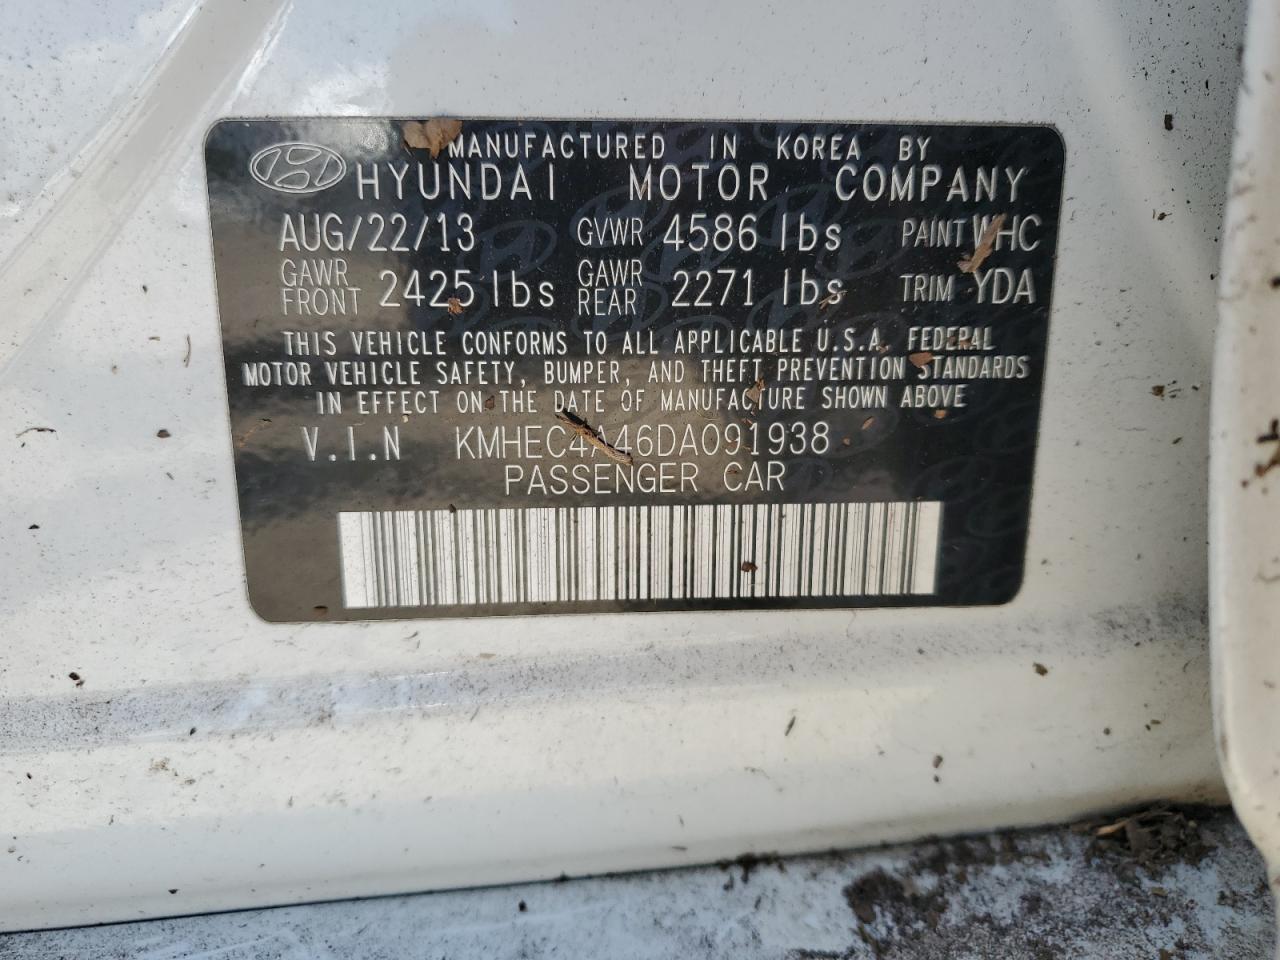 MANUFACTURED IN KOREA BY
HYUNDAI MOTOR COMPANY
AUG/22/13 GVWR 4586 lbs PAINT WHC
GAWR FRONT 2425 lbs GAWR REAR 2271 lbs TRIM YDA
THIS VEHICLE CONFORMS TO ALL APPLICABLE U.S.A. FEDERAL
MOTOR VEHICLE SAFETY, BUMPER, AND THEFT PREVENTION STANDARDS
IN EFFECT ON THE DATE OF MANUFACTURE SHOWN ABOVE
V.I.N KMHEC4A46DA091938
PASSENGER CAR